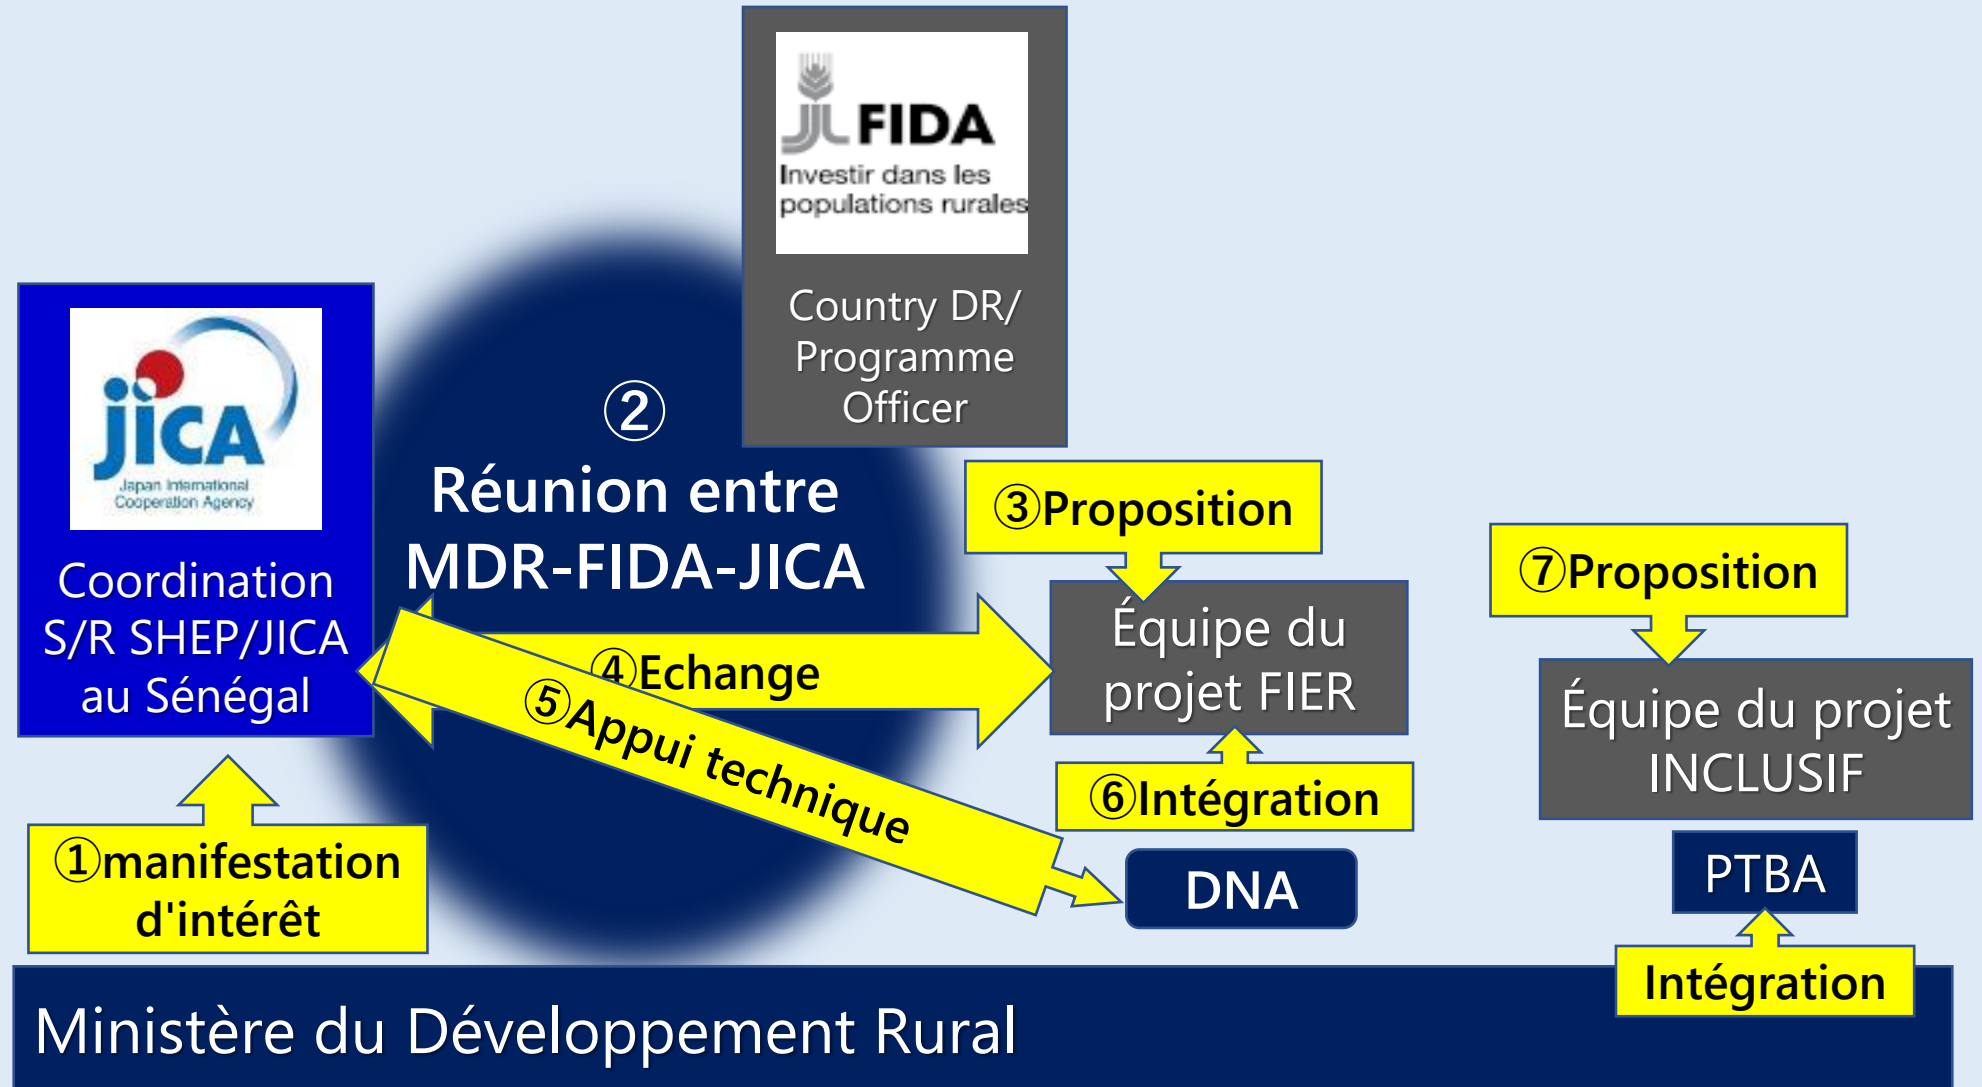 FIDA
Investir dans les
populations rurales
Country DR/
Programme
Officer
jICA
Japan International
Cooperation Agency
Coordination
S/R SHEP/JICA
au Sénégal
②
Réunion entre
MDR-FIDA-JICA
③Proposition
⑦Proposition
Équipe du
projet FIER
Équipe du projet
INCLUSIF
④Echange
⑤Appui technique
⑥Intégration
①manifestation
d'intérêt
DNA
PTBA
Intégration
Ministère du Développement Rural